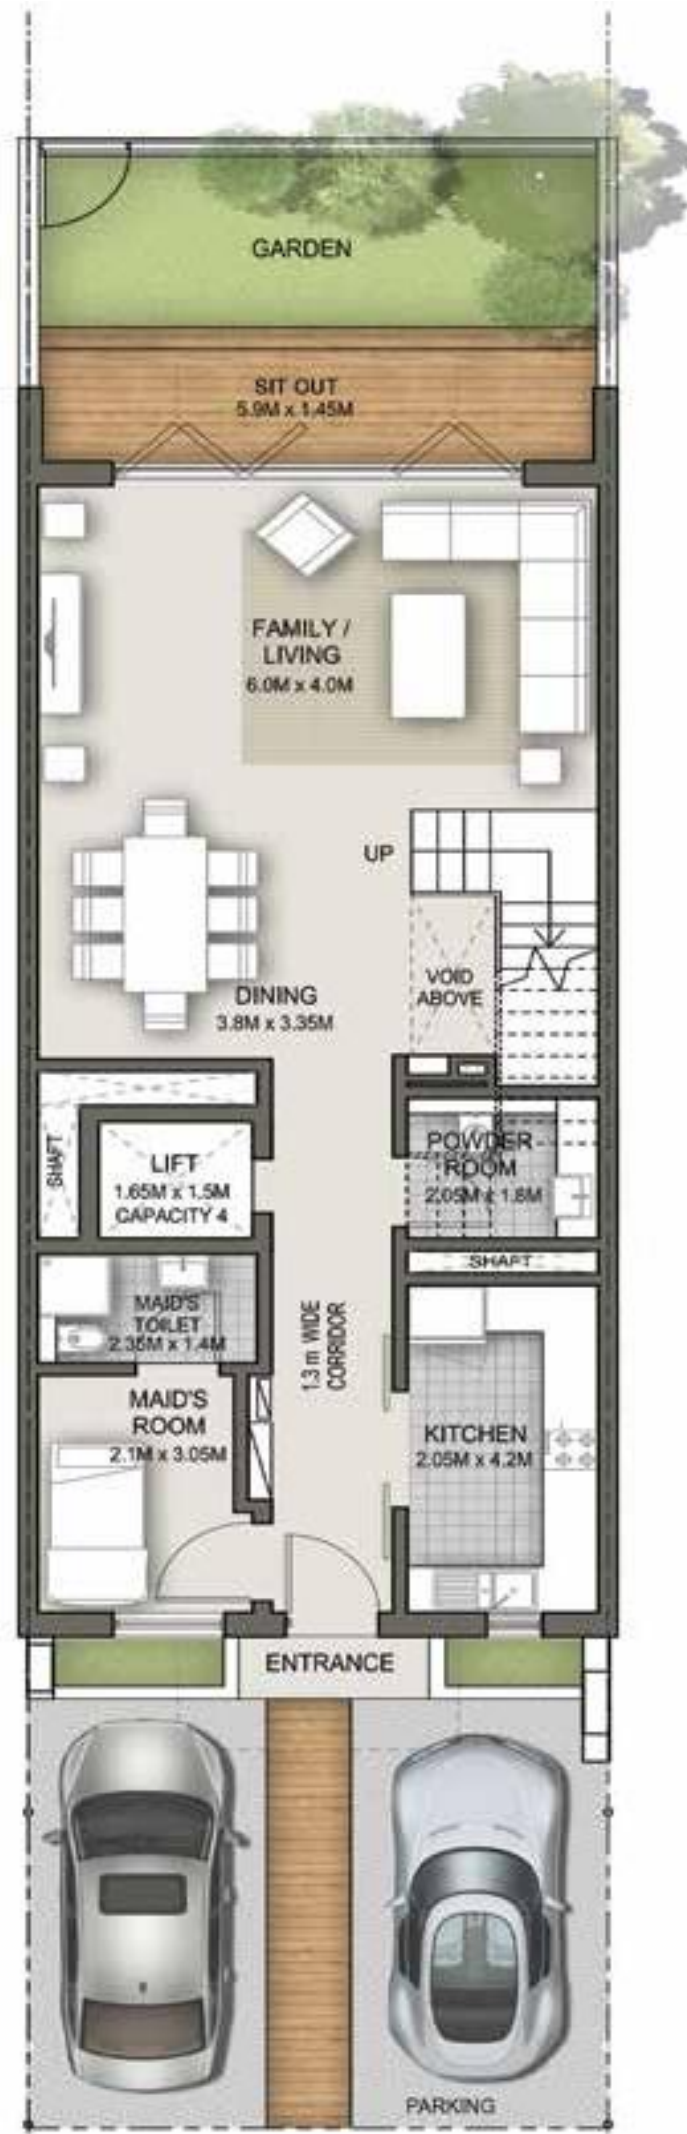 GARDEN
SIT OUT
5.9M x 1.45M
FAMILY /
LIVING
6.0M x 4.0M
UP
VOID
ABOVE
DINING
3.8M x 3.35M
SHAFT
LIFT
1.65M x 1.5M
CAPACITY 4
POWDER
ROOM
2.05M x 1.8M
SHAFT
MAID'S
TOILET
2.35M x 1.4M
1.3 m WIDE
CORRIDOR
MAID'S
ROOM
2.1M x 3.05M
KITCHEN
2.05M x 4.2M
ENTRANCE
PARKING